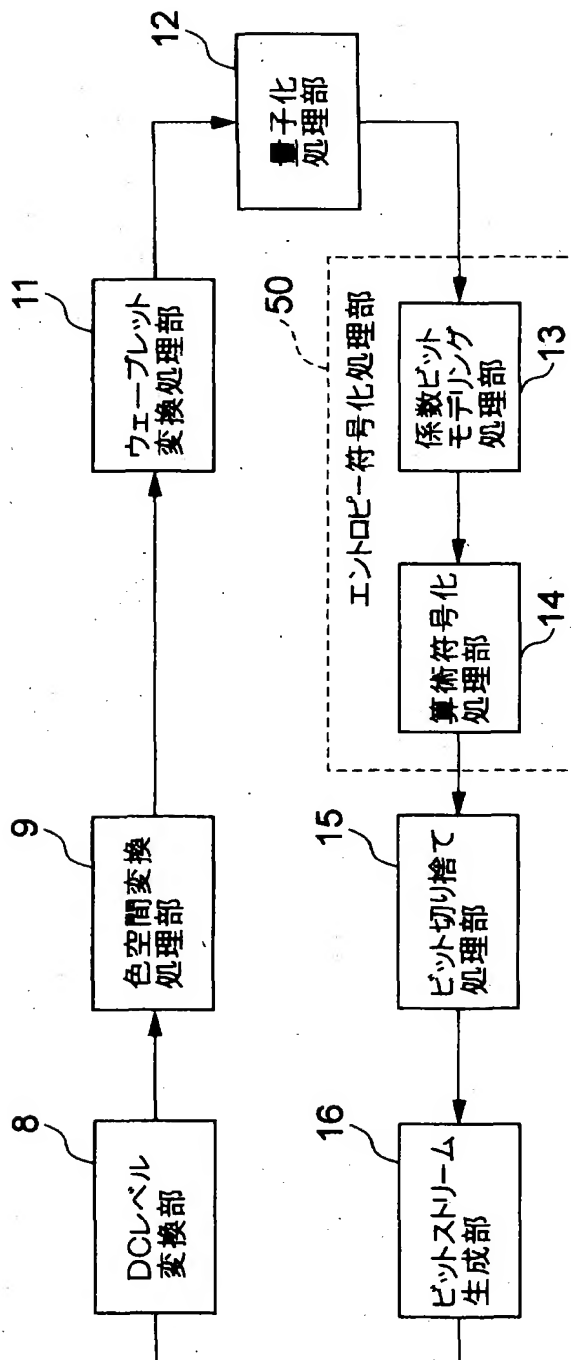 8
DCレベル
変換部
9
色空間変換
処理部
11
ウェーブレット
変換処理部
12
量子化
処理部
50
エントロピー符号化処理部
係数ビット
モデリング
処理部
13
算術符号化
処理部
14
15
ビット切り捨て
処理部
16
ビットストリーム
生成部